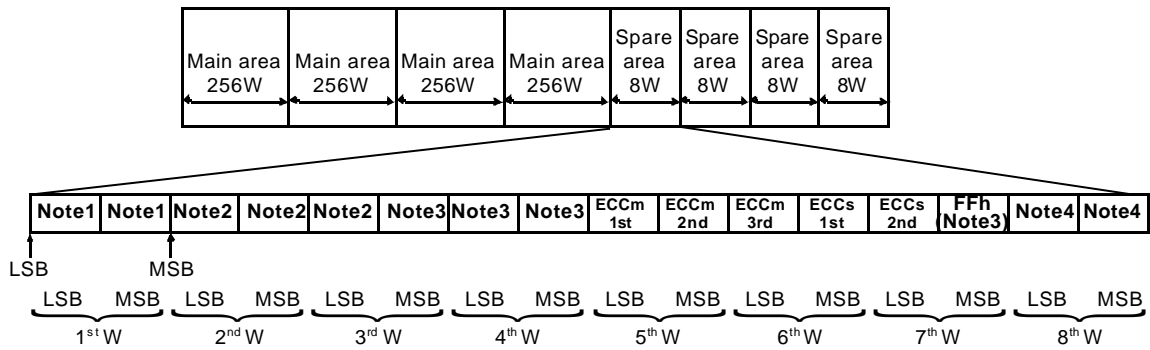 Main area 256W Main area 256W Main area 256W Main area 256W Spare area 8W Spare area 8W Spare area 8W Spare area 8W
Note1 Note1 Note2 Note2 Note2 Note3 Note3 Note3 ECCm 1st ECCm 2nd ECCm 3rd ECCs 1st ECCs 2nd FFh (Note3) Note4 Note4
LSB MSB
LSB MSB LSB MSB LSB MSB LSB MSB LSB MSB LSB MSB LSB MSB LSB MSB
1st W 2nd W 3rd W 4th W 5th W 6th W 7th W 8th W